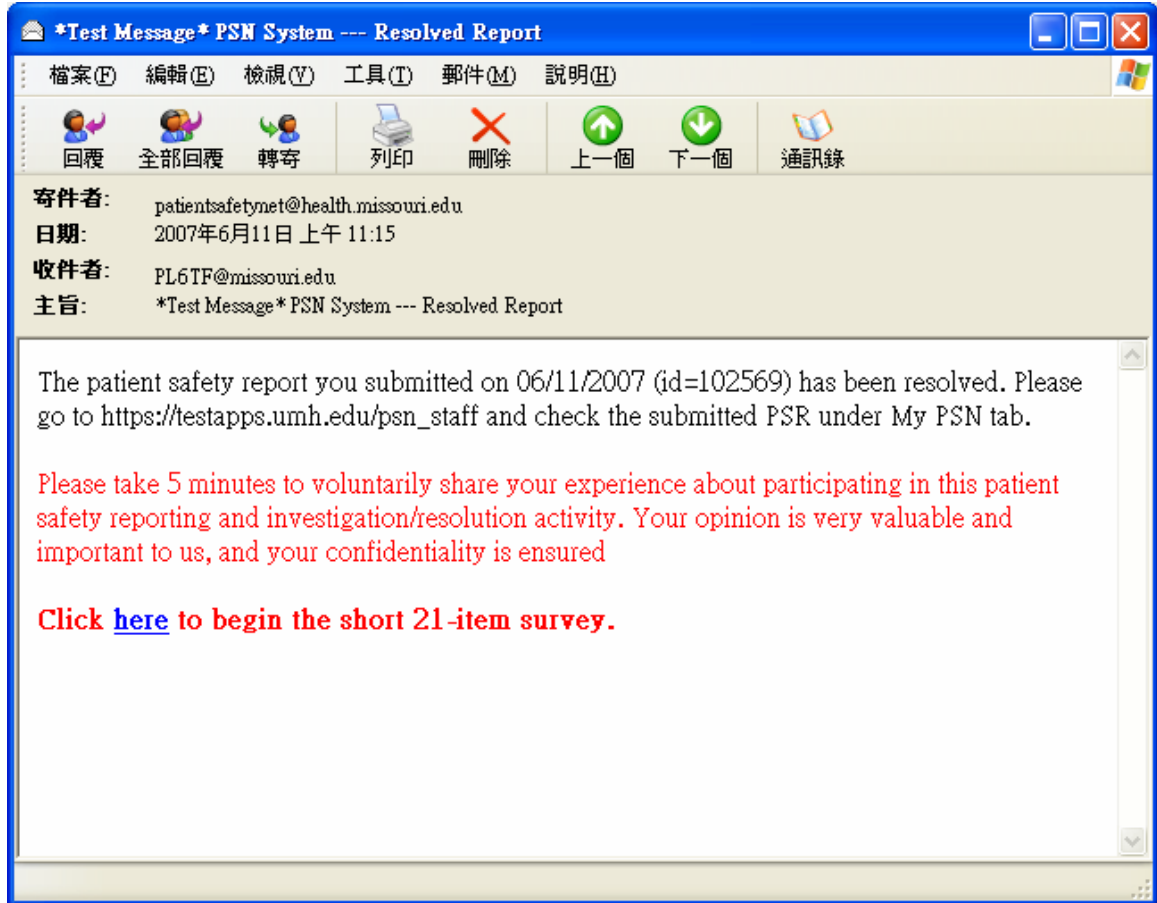 *Test Message* PSN System --- Resolved Report
檔案(F) 編輯(E) 檢視(V) 工具(T) 郵件(M) 說明(H)
回覆 全部回覆 轉寄 列印 刪除 上一個 下一個 通訊錄
寄件者: patientsafetynet@health.missouri.edu
日期: 2007年6月11日 上午 11:15
收件者: PL6TF@missouri.edu
主旨: *Test Message* PSN System --- Resolved Report
The patient safety report you submitted on 06/11/2007 (id=102569) has been resolved. Please
go to https://testapps.umh.edu/psn_staff and check the submitted PSR under My PSN tab.
Please take 5 minutes to voluntarily share your experience about participating in this patient
safety reporting and investigation/resolution activity. Your opinion is very valuable and
important to us, and your confidentiality is ensured
Click here to begin the short 21-item survey.